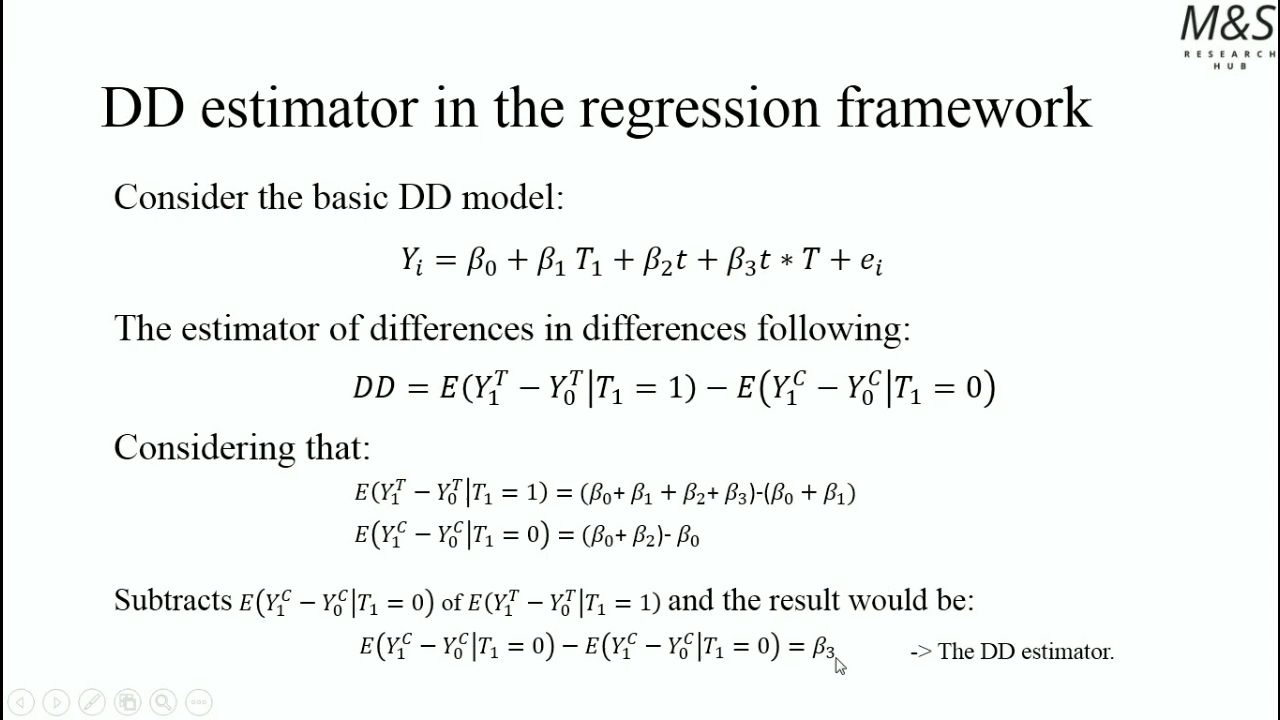 M&S
RESEARCH
HUB
DD estimator in the regression framework
Consider the basic DD model:
Yᵢ = β₀ + β₁ T₁ + β₂t + β₃t ∗ T + eᵢ
The estimator of differences in differences following:
DD = E(Y₁ᵀ − Y₀ᵀ|T₁ = 1) − E(Y₁ᶜ − Y₀ᶜ|T₁ = 0)
Considering that:
E(Y₁ᵀ − Y₀ᵀ|T₁ = 1) = (β₀+ β₁ + β₂+ β₃)-(β₀ + β₁)
E(Y₁ᶜ − Y₀ᶜ|T₁ = 0) = (β₀+ β₂)- β₀
Subtracts E(Y₁ᶜ − Y₀ᶜ|T₁ = 0) of E(Y₁ᵀ − Y₀ᵀ|T₁ = 1) and the result would be:
E(Y₁ᶜ − Y₀ᶜ|T₁ = 0) − E(Y₁ᶜ − Y₀ᶜ|T₁ = 0) = β₃ -> The DD estimator.